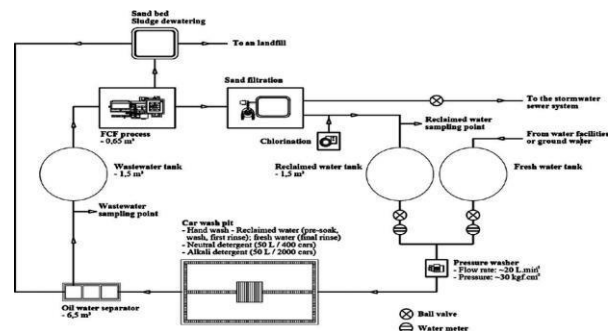 Sand bed
Sludge dewatering
To an landfill
Sand filtration
FCF process
- 0,65 m³
To the stormwater
sewer system
Chlorination
Reclaimed water
sampling point
From water facilities
or ground water
Wastewater tank
- 1,5 m³
Reclaimed water tank
- 1,5 m³
Fresh water tank
Wastewater
sampling point
Car wash pit
- Hand wash - Reclaimed water (pre-soak,
wash, first rinse); fresh water (final rinse)
- Neutral detergent (50 L / 400 cars)
- Alkali detergent (50 L / 2000 cars)
Pressure washer
- Flow rate: ~20 L.min¹
- Pressure: ~30 kgf.cm²
Oil water separator
- 6,5 m³
Ball valve
Water meter